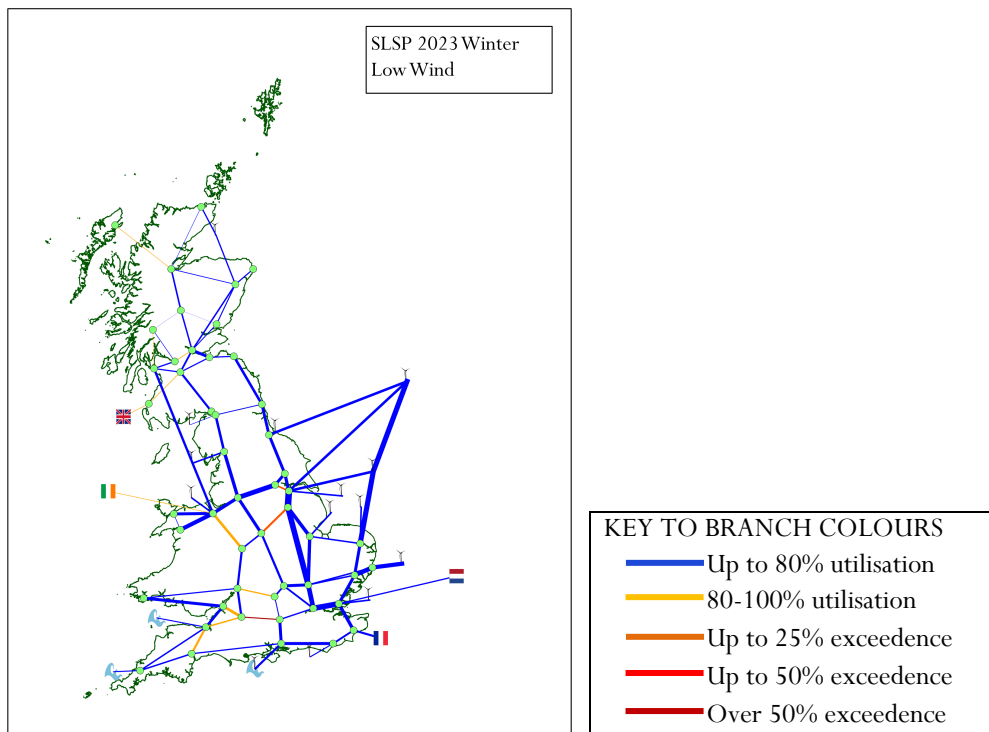 SLSP 2023 Winter
Low Wind
KEY TO BRANCH COLOURS
Up to 80% utilisation
80-100% utilisation
Up to 25% exceedence
Up to 50% exceedence
Over 50% exceedence